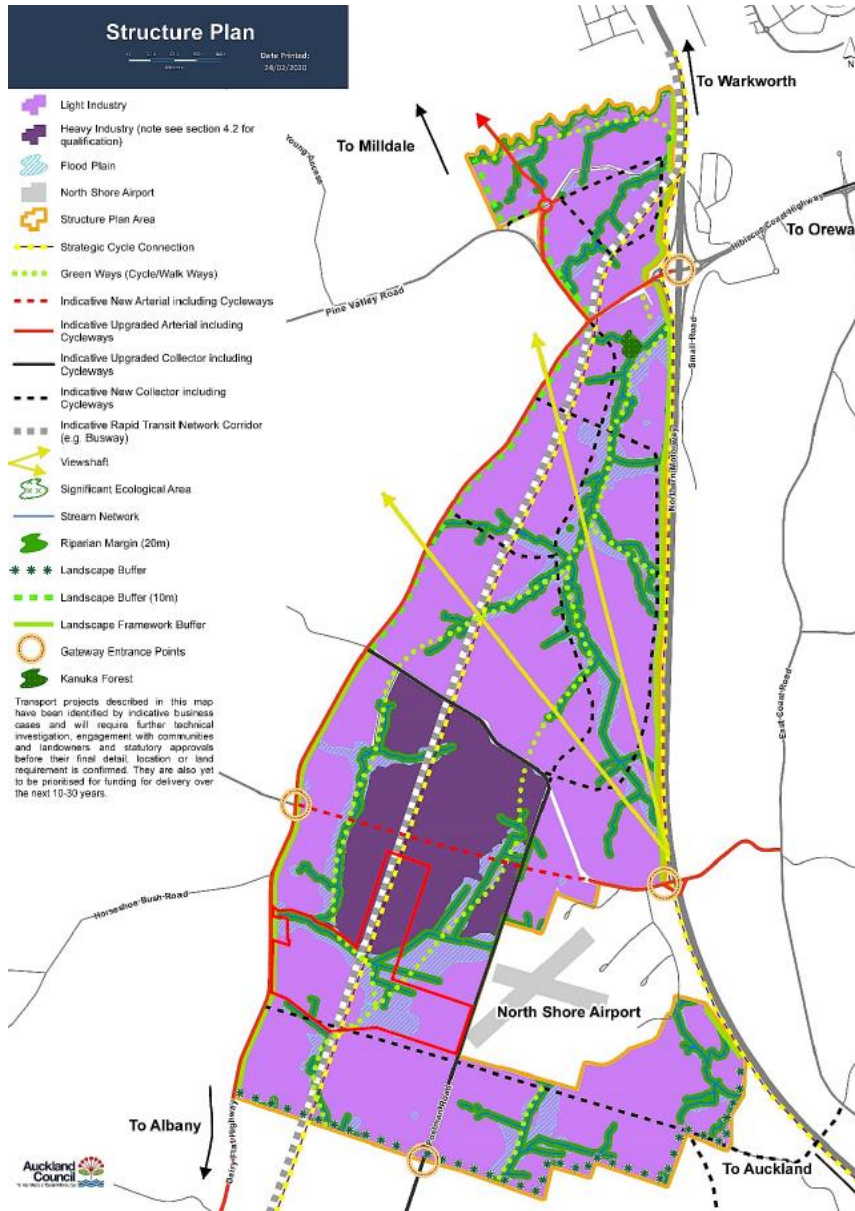 Structure Plan
Date Printed:
24/02/2020
Light Industry
Heavy Industry (note see section 4.2 for
qualification)
Flood Plain
North Shore Airport
Structure Plan Area
Strategic Cycle Connection
Green Ways (Cycle/Walk Ways)
Indicative New Arterial including Cycleways
Indicative Upgraded Arterial including
Cycleways
Indicative Upgraded Collector including
Cycleways
Indicative New Collector including
Cycleways
Indicative Rapid Transit Network Corridor
(e.g. Busway)
Viewshaft
Significant Ecological Area
Stream Network
Riparian Margin (20m)
Landscape Buffer
Landscape Buffer (10m)
Landscape Framework Buffer
Gateway Entrance Points
Kanuka Forest
Transport projects described in this map
have been identified by indicative business
cases and will require further technical
investigation, engagement with communities
and landowners and statutory approvals
before their final detail, location or land
requirement is confirmed. They are also yet
to be prioritised for funding for delivery over
the next 10-30 years.
N
To Warkworth
To Milldale
Young Access
Hibiscus Coast Highway
To Orewa
Pine Valley Road
Small Road
Northern Motorway
East Coast Road
Horseshoe Bush Road
North Shore Airport
Postman Road
To Albany
Dairy Flat Highway
To Auckland
Auckland
Council